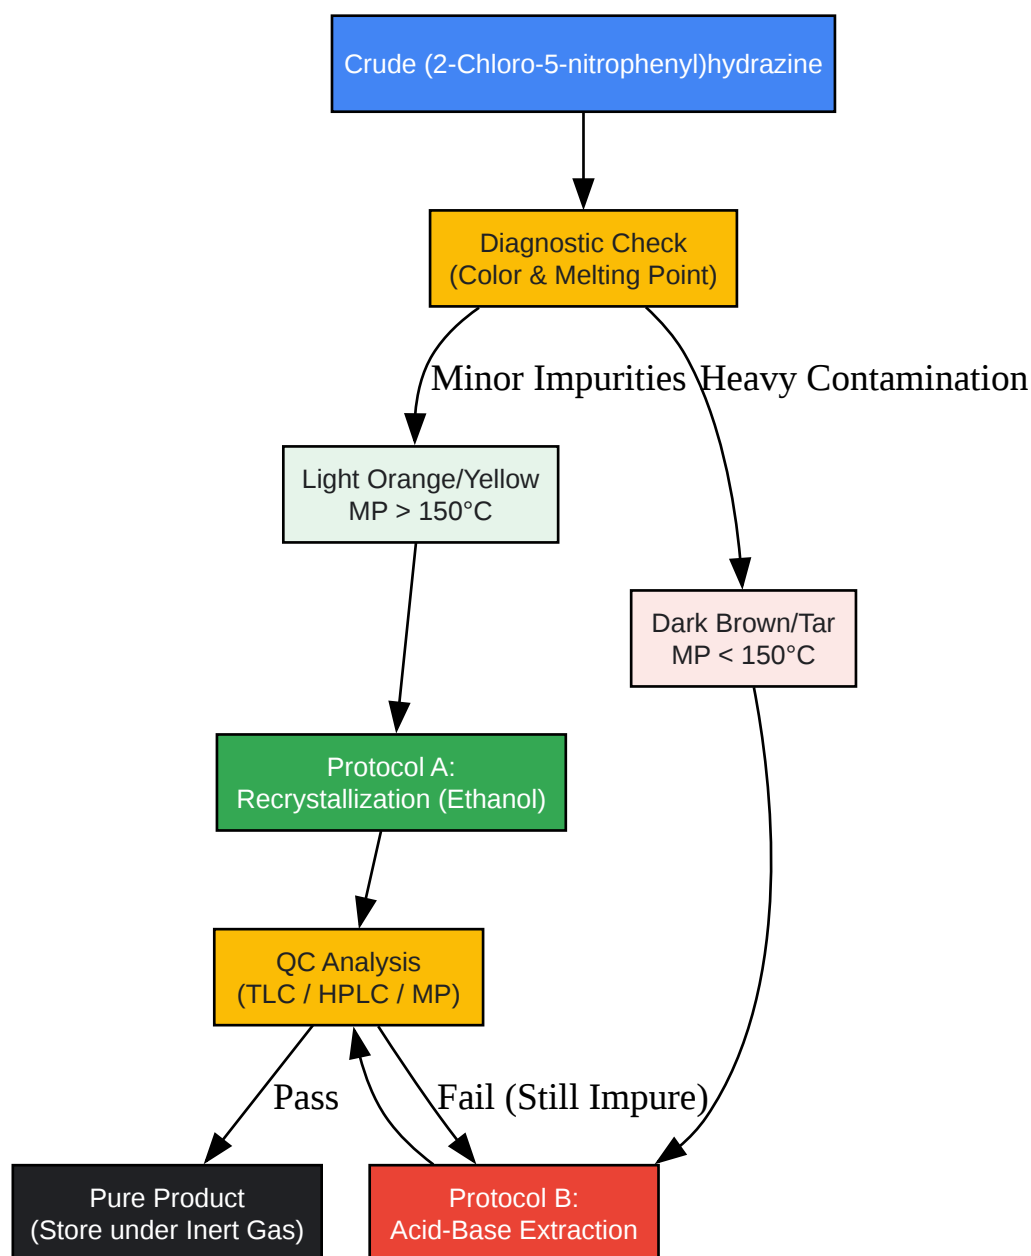 Crude (2-Chloro-5-nitrophenyl)hydrazine
Diagnostic Check
(Color & Melting Point)
Minor Impurities
Heavy Contamination
Light Orange/Yellow
MP > 150°C
Dark Brown/Tar
MP < 150°C
Protocol A:
Recrystallization (Ethanol)
QC Analysis
(TLC / HPLC / MP)
Pass
Fail (Still Impure)
Pure Product
(Store under Inert Gas)
Protocol B:
Acid-Base Extraction